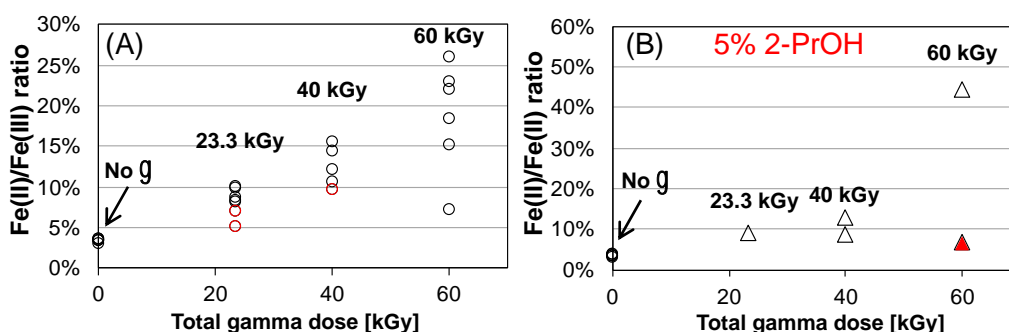 (A)
Fe(II)/Fe(III) ratio
30%
25%
20%
15%
10%
5%
0%
60 kGy
40 kGy
23.3 kGy
No g
0
20
40
60
Total gamma dose [kGy]
(B)
5% 2-PrOH
Fe(II)/Fe(II) ratio
60%
50%
40%
30%
20%
10%
0%
60 kGy
No g
23.3 kGy
40 kGy
0
20
40
60
Total gamma dose [kGy]